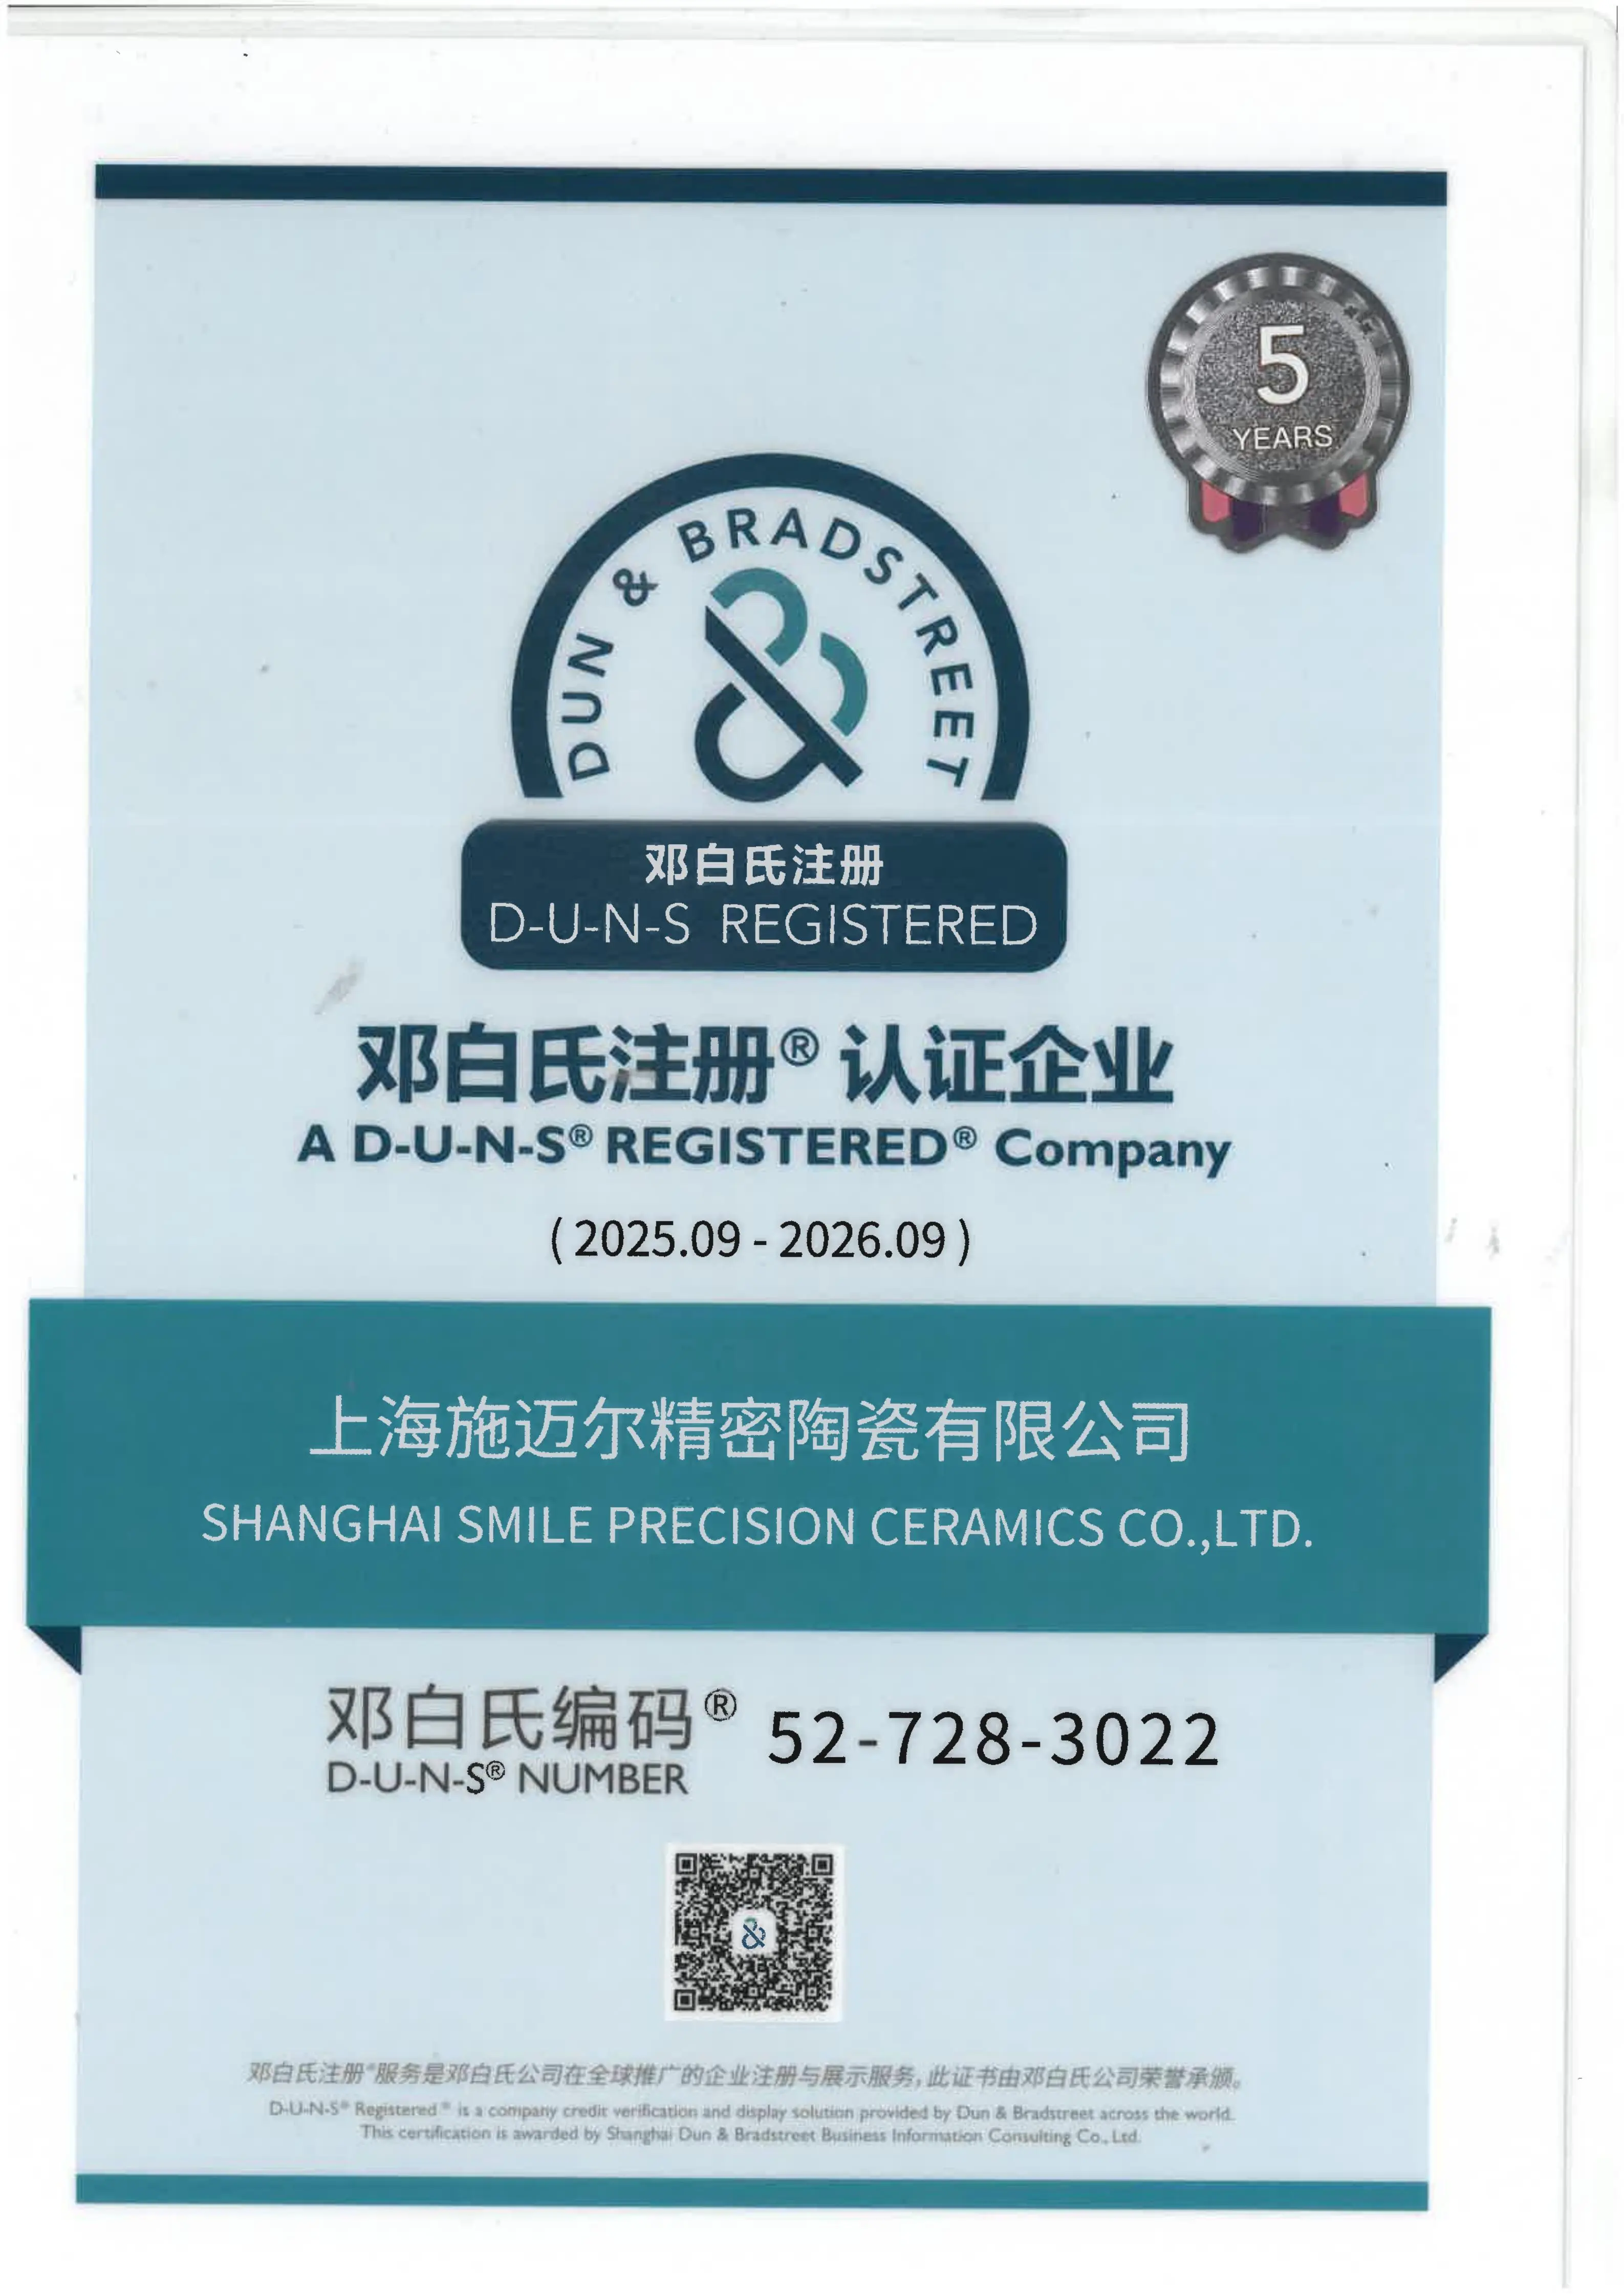 5
YEARS
DUN & BRADSTREET
邓白氏注册
D-U-N-S REGISTERED
邓白氏注册® 认证企业
A D-U-N-S® REGISTERED® Company
( 2025.09 - 2026.09 )
上海施迈尔精密陶瓷有限公司
SHANGHAI SMILE PRECISION CERAMICS CO.,LTD.
邓白氏编码® 52-728-3022
D-U-N-S® NUMBER
邓白氏注册®服务是邓白氏公司在全球推广的企业注册与展示服务,此证书由邓白氏公司荣誉承颁。
D-U-N-S® Registered ® is a company credit verification and display solution provided by Dun & Bradstreet across the world.
This certification is awarded by Shanghai Dun & Bradstreet Business Information Consulting Co., Ltd.